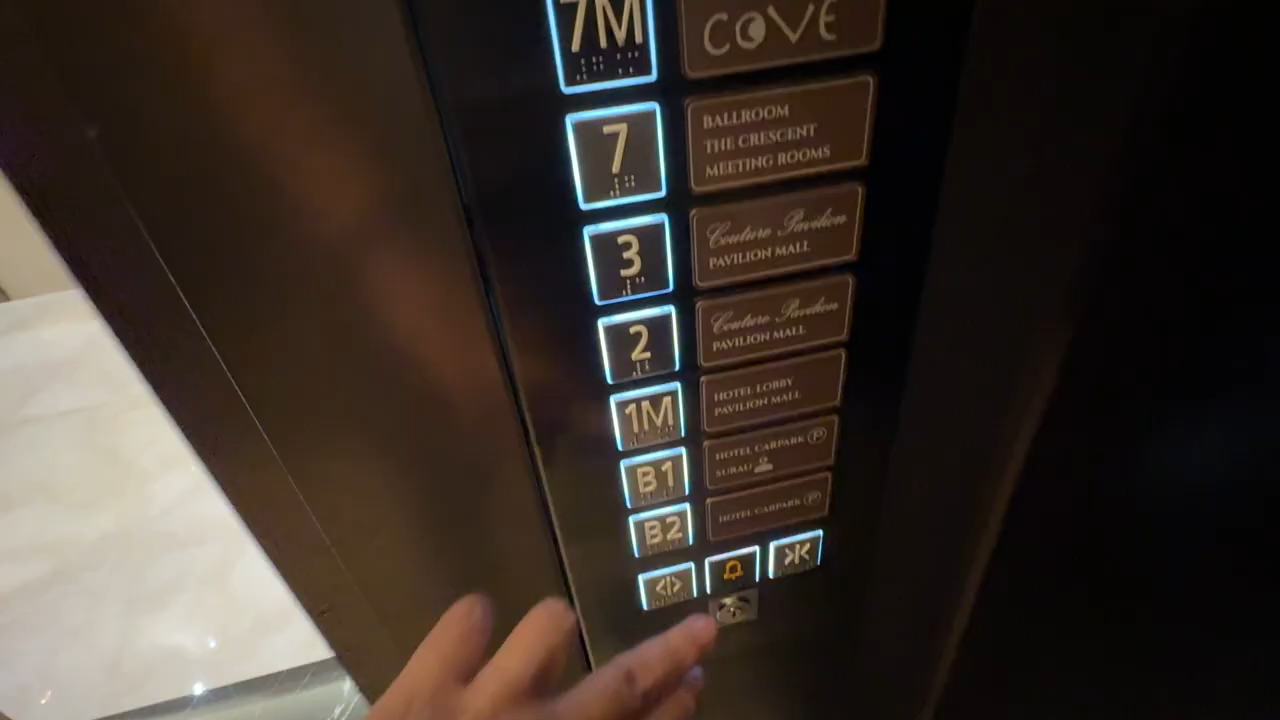 7M
COVE
7
BALLROOM
THE CRESCENT
MEETING ROOMS
3
Couture Pavilion
PAVILION MALL
2
Couture Pavilion
PAVILION MALL
1M
HOTEL LOBBY
PAVILION MALL
B1
HOTEL CARPARK P
SURAU
B2
HOTEL CARPARK P